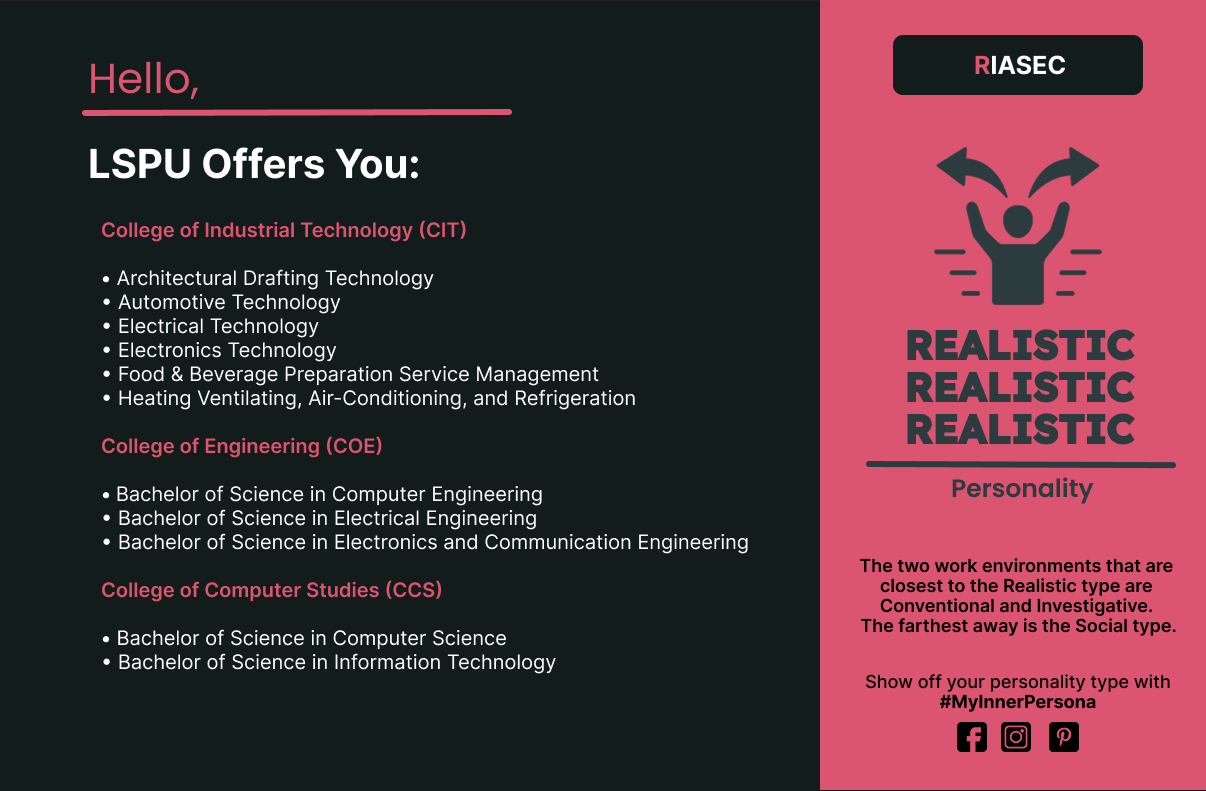 Hello,
LSPU Offers You:
College of Industrial Technology (CIT)
• Architectural Drafting Technology
• Automotive Technology
• Electrical Technology
• Electronics Technology
• Food & Beverage Preparation Service Management
• Heating Ventilating, Air-Conditioning, and Refrigeration
College of Engineering (COE)
• Bachelor of Science in Computer Engineering
• Bachelor of Science in Electrical Engineering
• Bachelor of Science in Electronics and Communication Engineering
College of Computer Studies (CCS)
• Bachelor of Science in Computer Science
• Bachelor of Science in Information Technology
RIASEC
REALISTIC
REALISTIC
REALISTIC
Personality
The two work environments that are
closest to the Realistic type are
Conventional and Investigative.
The farthest away is the Social type.
Show off your personality type with
#MyInnerPersona